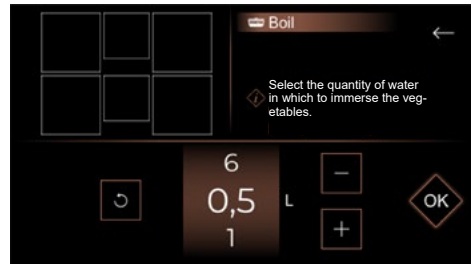 Boil
Select the quantity of water
in which to immerse the veg-
etables.
6
0,5
L
1
−
+
OK